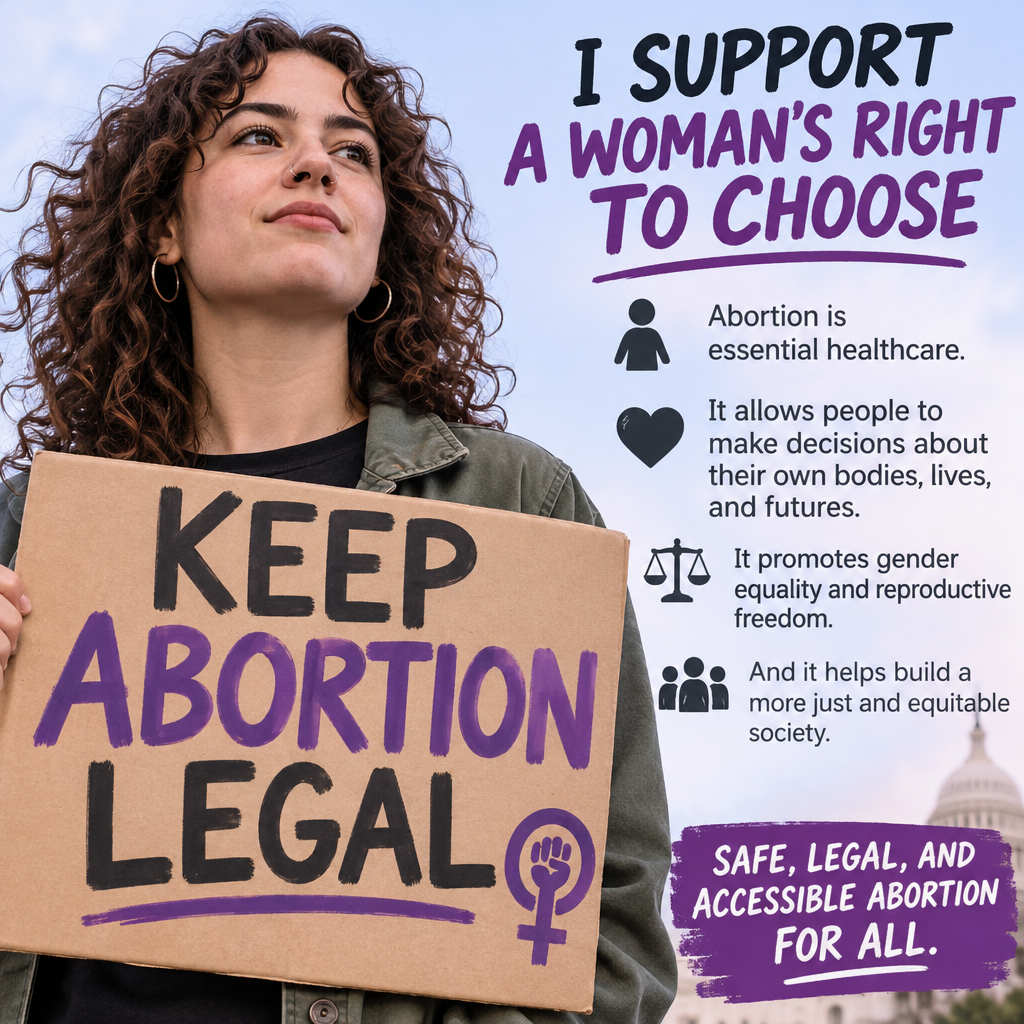 I SUPPORT
A WOMAN'S RIGHT
TO CHOOSE
Abortion is
essential healthcare.
It allows people to
make decisions about
their own bodies, lives,
and futures.
It promotes gender
equality and reproductive
freedom.
And it helps build a
more just and equitable
society.
KEEP
ABORTION
LEGAL
SAFE, LEGAL, AND
ACCESSIBLE ABORTION
FOR ALL.